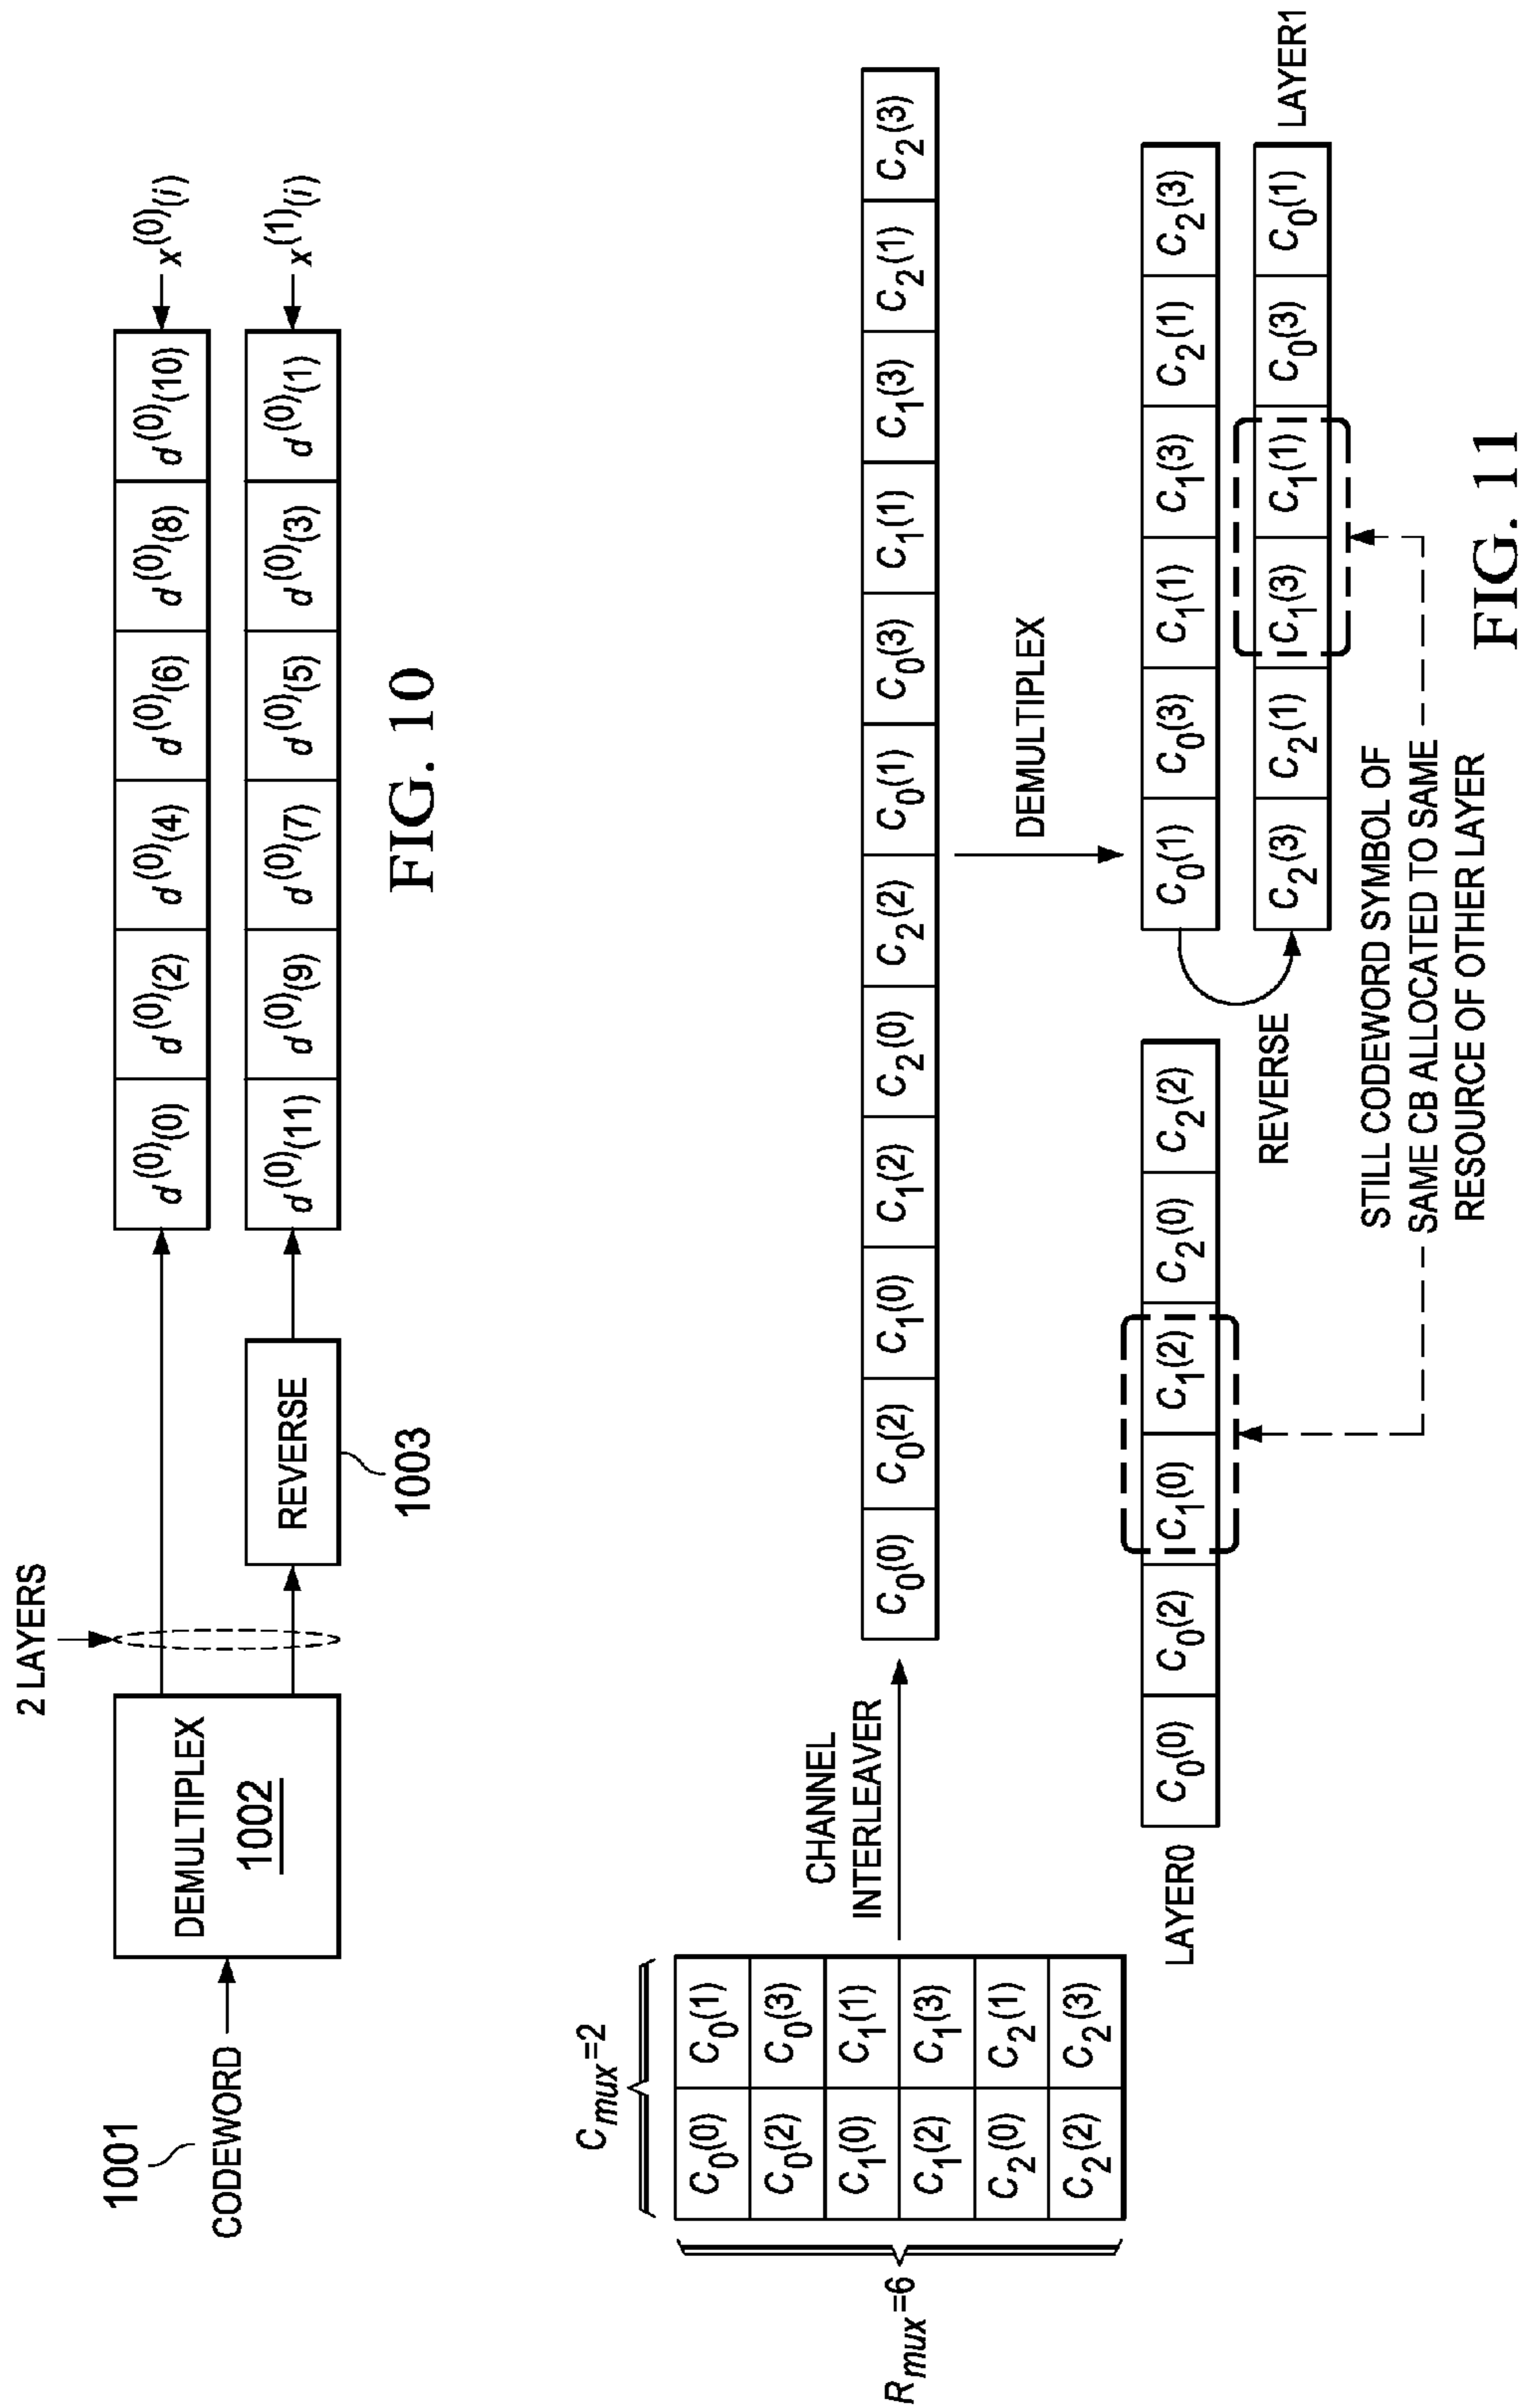 2 LAYERS
1001
CODEWORD
DEMULTIPLEX
1002
REVERSE
1003
d(0)(0) d(0)(2) d(0)(4) d(0)(6) d(0)(8) d(0)(10)
x(0)(i)
d(0)(11) d(0)(9) d(0)(7) d(0)(5) d(0)(3) d(0)(1)
x(1)(i)
FIG. 10
Cmux=2
Rmux=6
C0(0) C0(1)
C0(2) C0(3)
C1(0) C1(1)
C1(2) C1(3)
C2(0) C2(1)
C2(2) C2(3)
CHANNEL
INTERLEAVER
C0(0) C0(2) C1(0) C1(2) C2(0) C2(2) C0(1) C0(3) C1(1) C1(3) C2(1) C2(3)
DEMULTIPLEX
LAYER0
C0(0) C0(2) C1(0) C1(2) C2(0) C2(2)
C0(1) C0(3) C1(1) C1(3) C2(1) C2(3)
REVERSE
C2(3) C2(1) C1(3) C1(1) C0(3) C0(1)
LAYER1
STILL CODEWORD SYMBOL OF
SAME CB ALLOCATED TO SAME
RESOURCE OF OTHER LAYER
FIG. 11